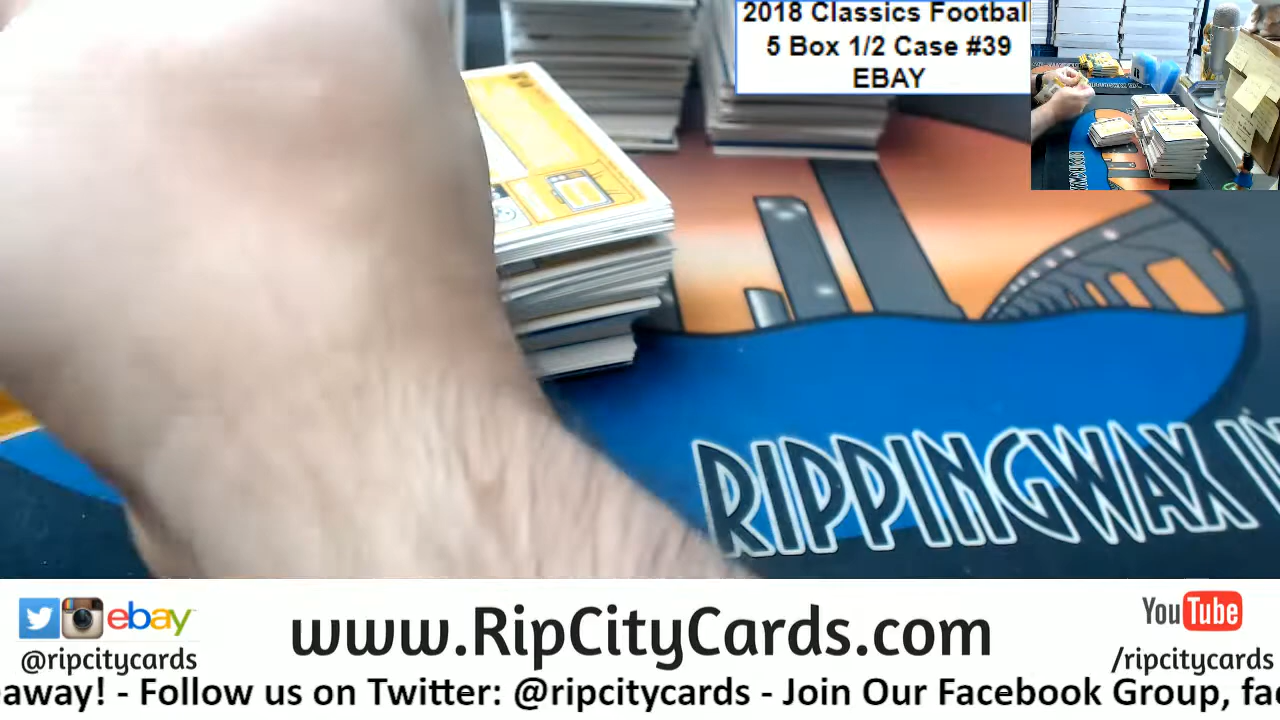 2018 Classics Footbal
5 Box 1/2 Case #39
EBAY
RIPPINGWAX
ebay
@ripcitycards
www.RipCityCards.com
YouTube
/ripcitycards
away! - Follow us on Twitter: @ripcitycards - Join Our Facebook Group, fac